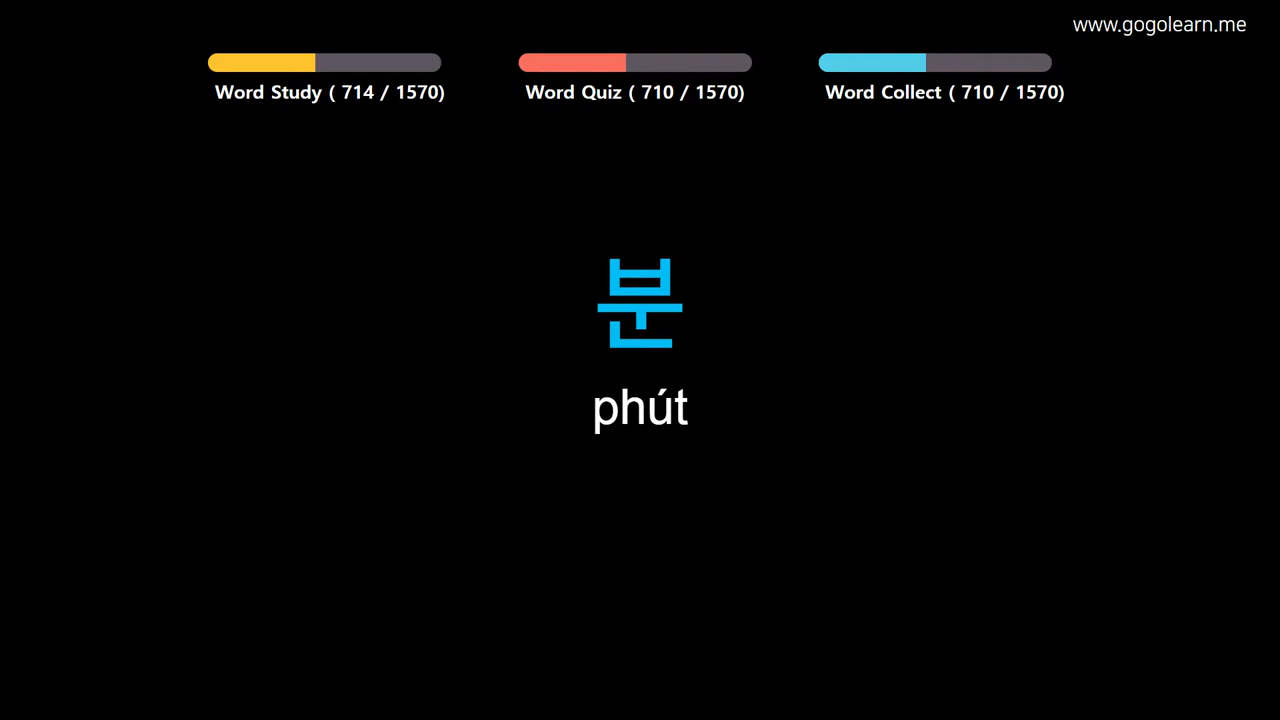 www.gogolearn.me
Word Study ( 714 / 1570)
Word Quiz ( 710 / 1570)
Word Collect ( 710 / 1570)
분
phút